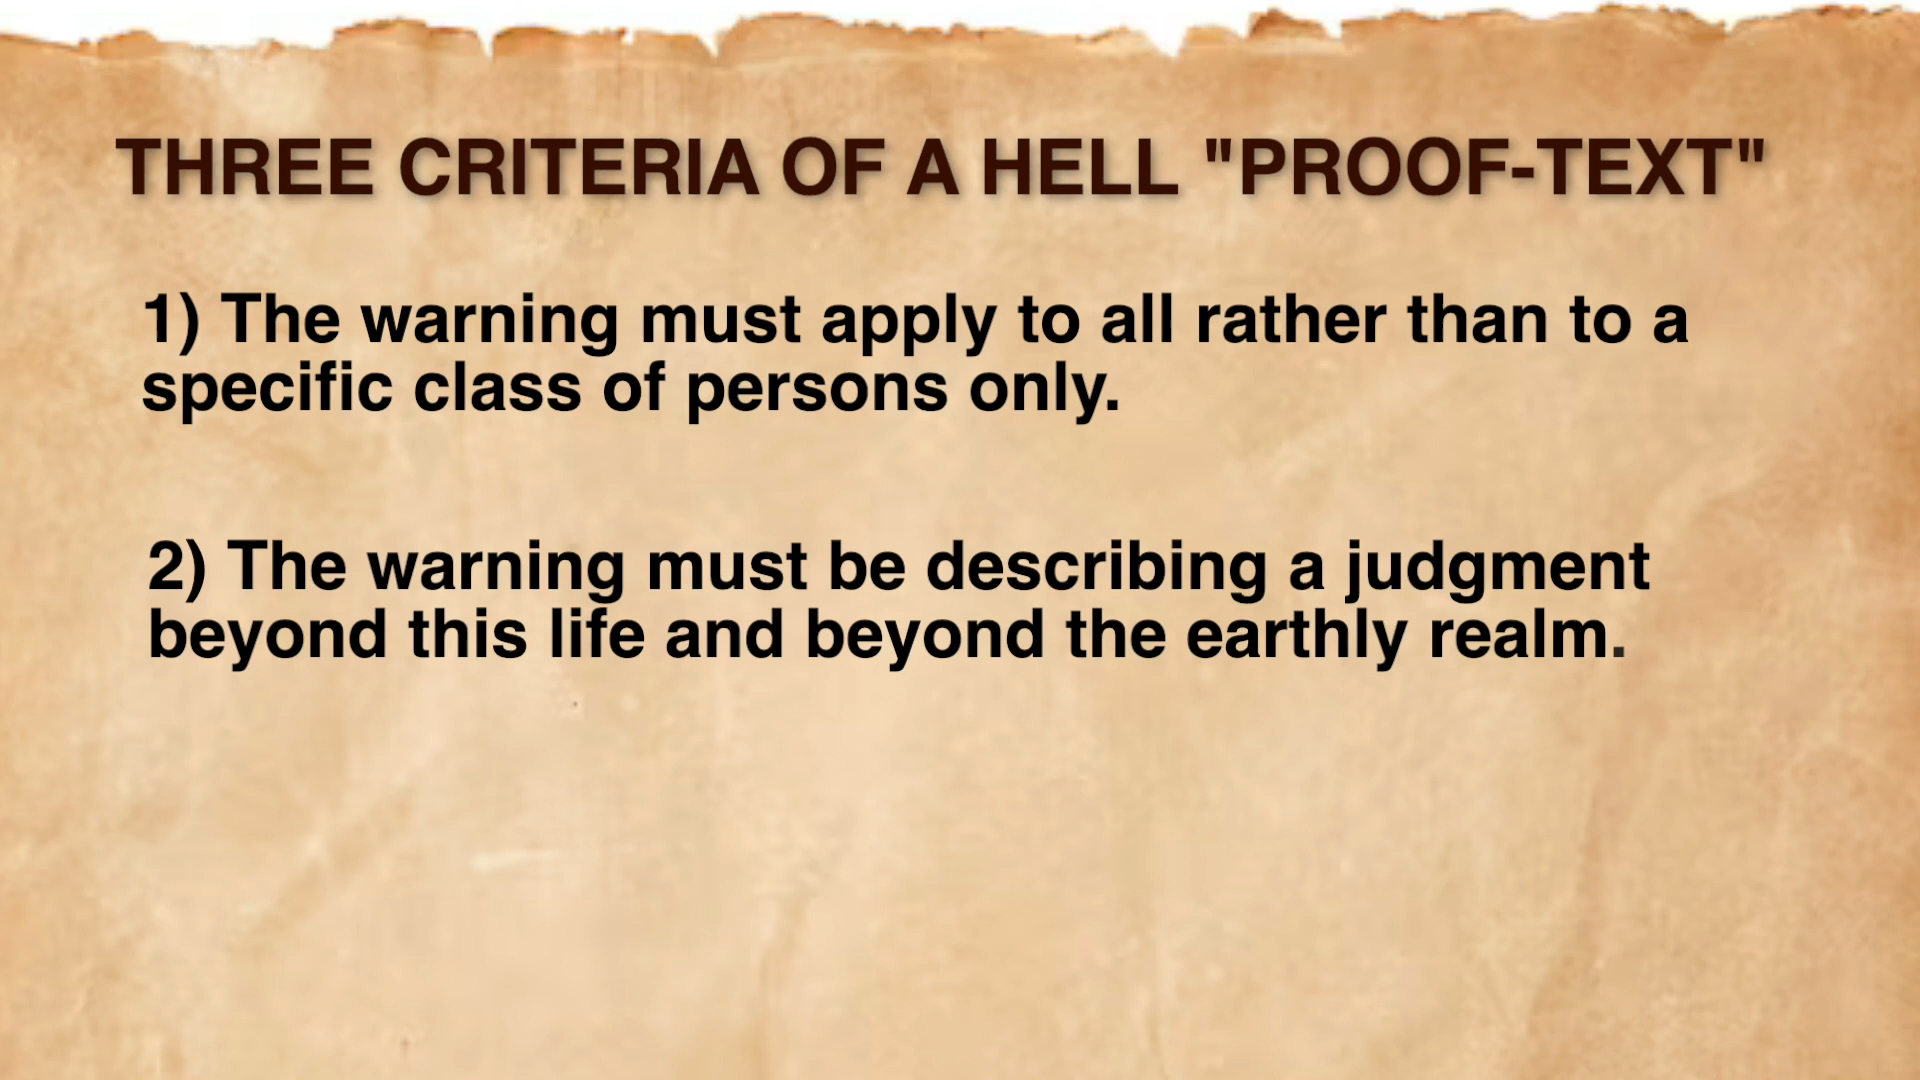 THREE CRITERIA OF A HELL "PROOF-TEXT"
1) The warning must apply to all rather than to a
specific class of persons only.
2) The warning must be describing a judgment
beyond this life and beyond the earthly realm.